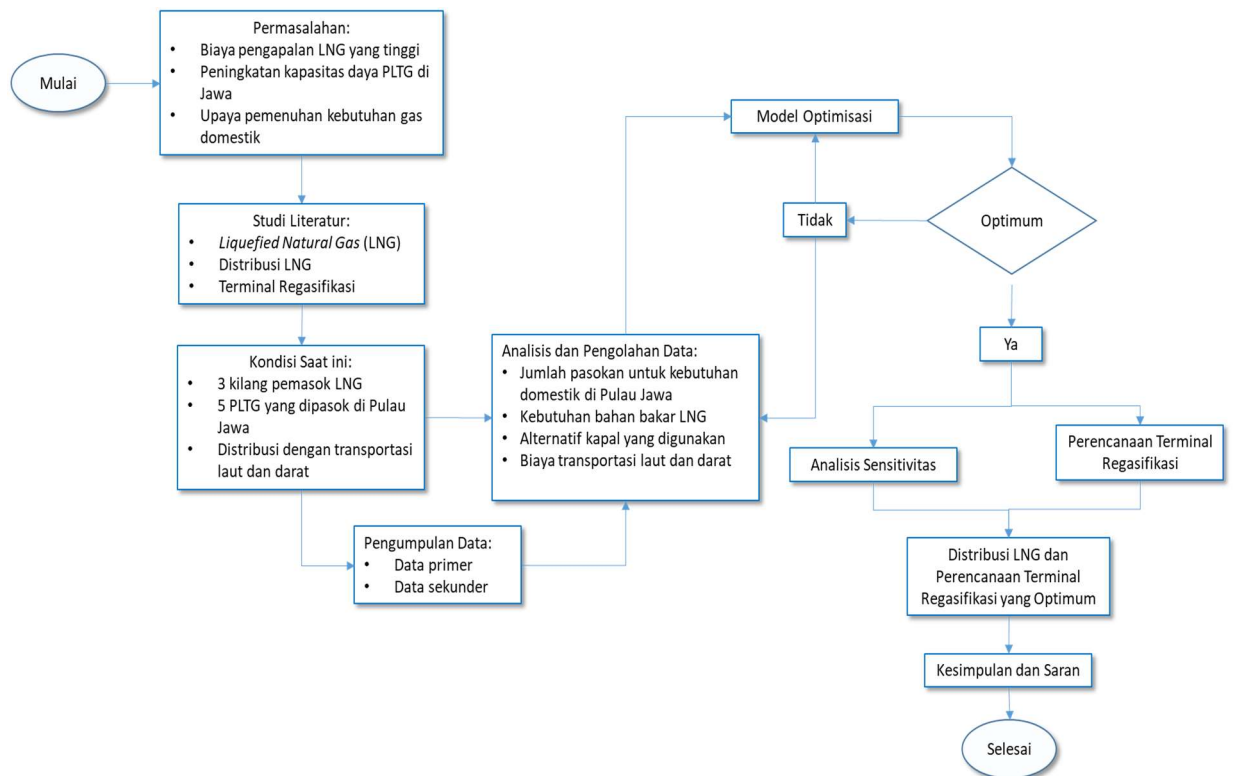 Mulai
Permasalahan:
• Biaya pengapalan LNG yang tinggi
• Peningkatan kapasitas daya PLTG di
Jawa
• Upaya pemenuhan kebutuhan gas
domestik
Studi Literatur:
• Liquefied Natural Gas (LNG)
• Distribusi LNG
• Terminal Regasifikasi
Kondisi Saat ini:
• 3 kilang pemasok LNG
• 5 PLTG yang dipasok di Pulau
Jawa
• Distribusi dengan transportasi
laut dan darat
Pengumpulan Data:
• Data primer
• Data sekunder
Analisis dan Pengolahan Data:
• Jumlah pasokan untuk kebutuhan
domestik di Pulau Jawa
• Kebutuhan bahan bakar LNG
• Alternatif kapal yang digunakan
• Biaya transportasi laut dan darat
Model Optimisasi
Tidak
Optimum
Ya
Analisis Sensitivitas
Perencanaan Terminal
Regasifikasi
Distribusi LNG dan
Perencanaan Terminal
Regasifikasi yang Optimum
Kesimpulan dan Saran
Selesai